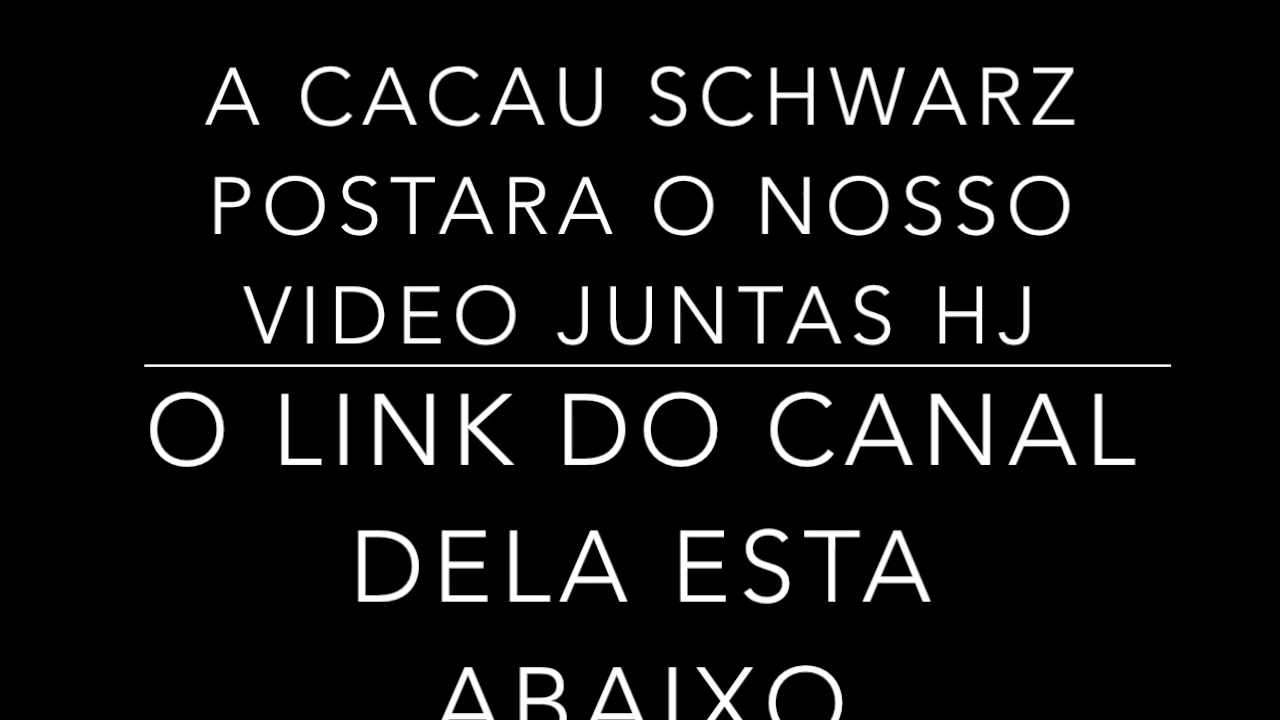 A CACAU SCHWARZ
POSTARA O NOSSO
VIDEO JUNTAS HJ
O LINK DO CANAL
DELA ESTA
ABAIXO